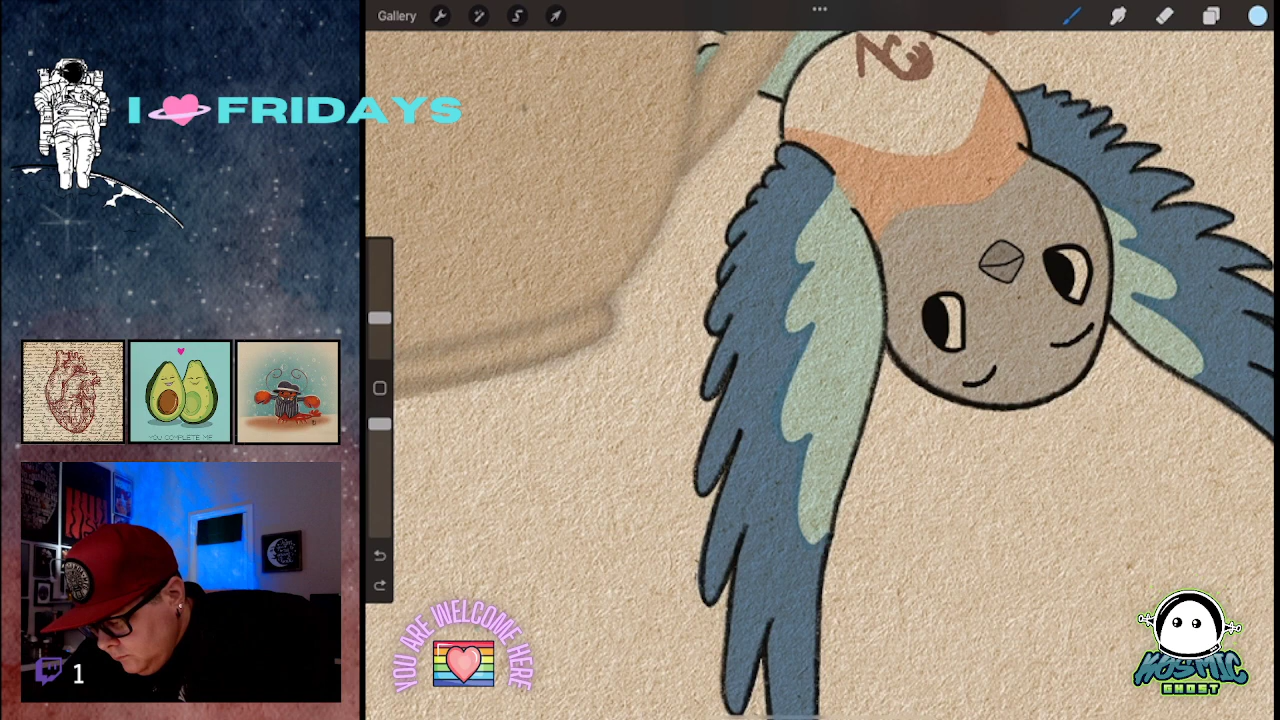 Gallery
I FRIDAYS
YOU COMPLETE ME
1
YOU ARE WELCOME HERE
KOSMIC
GHOST